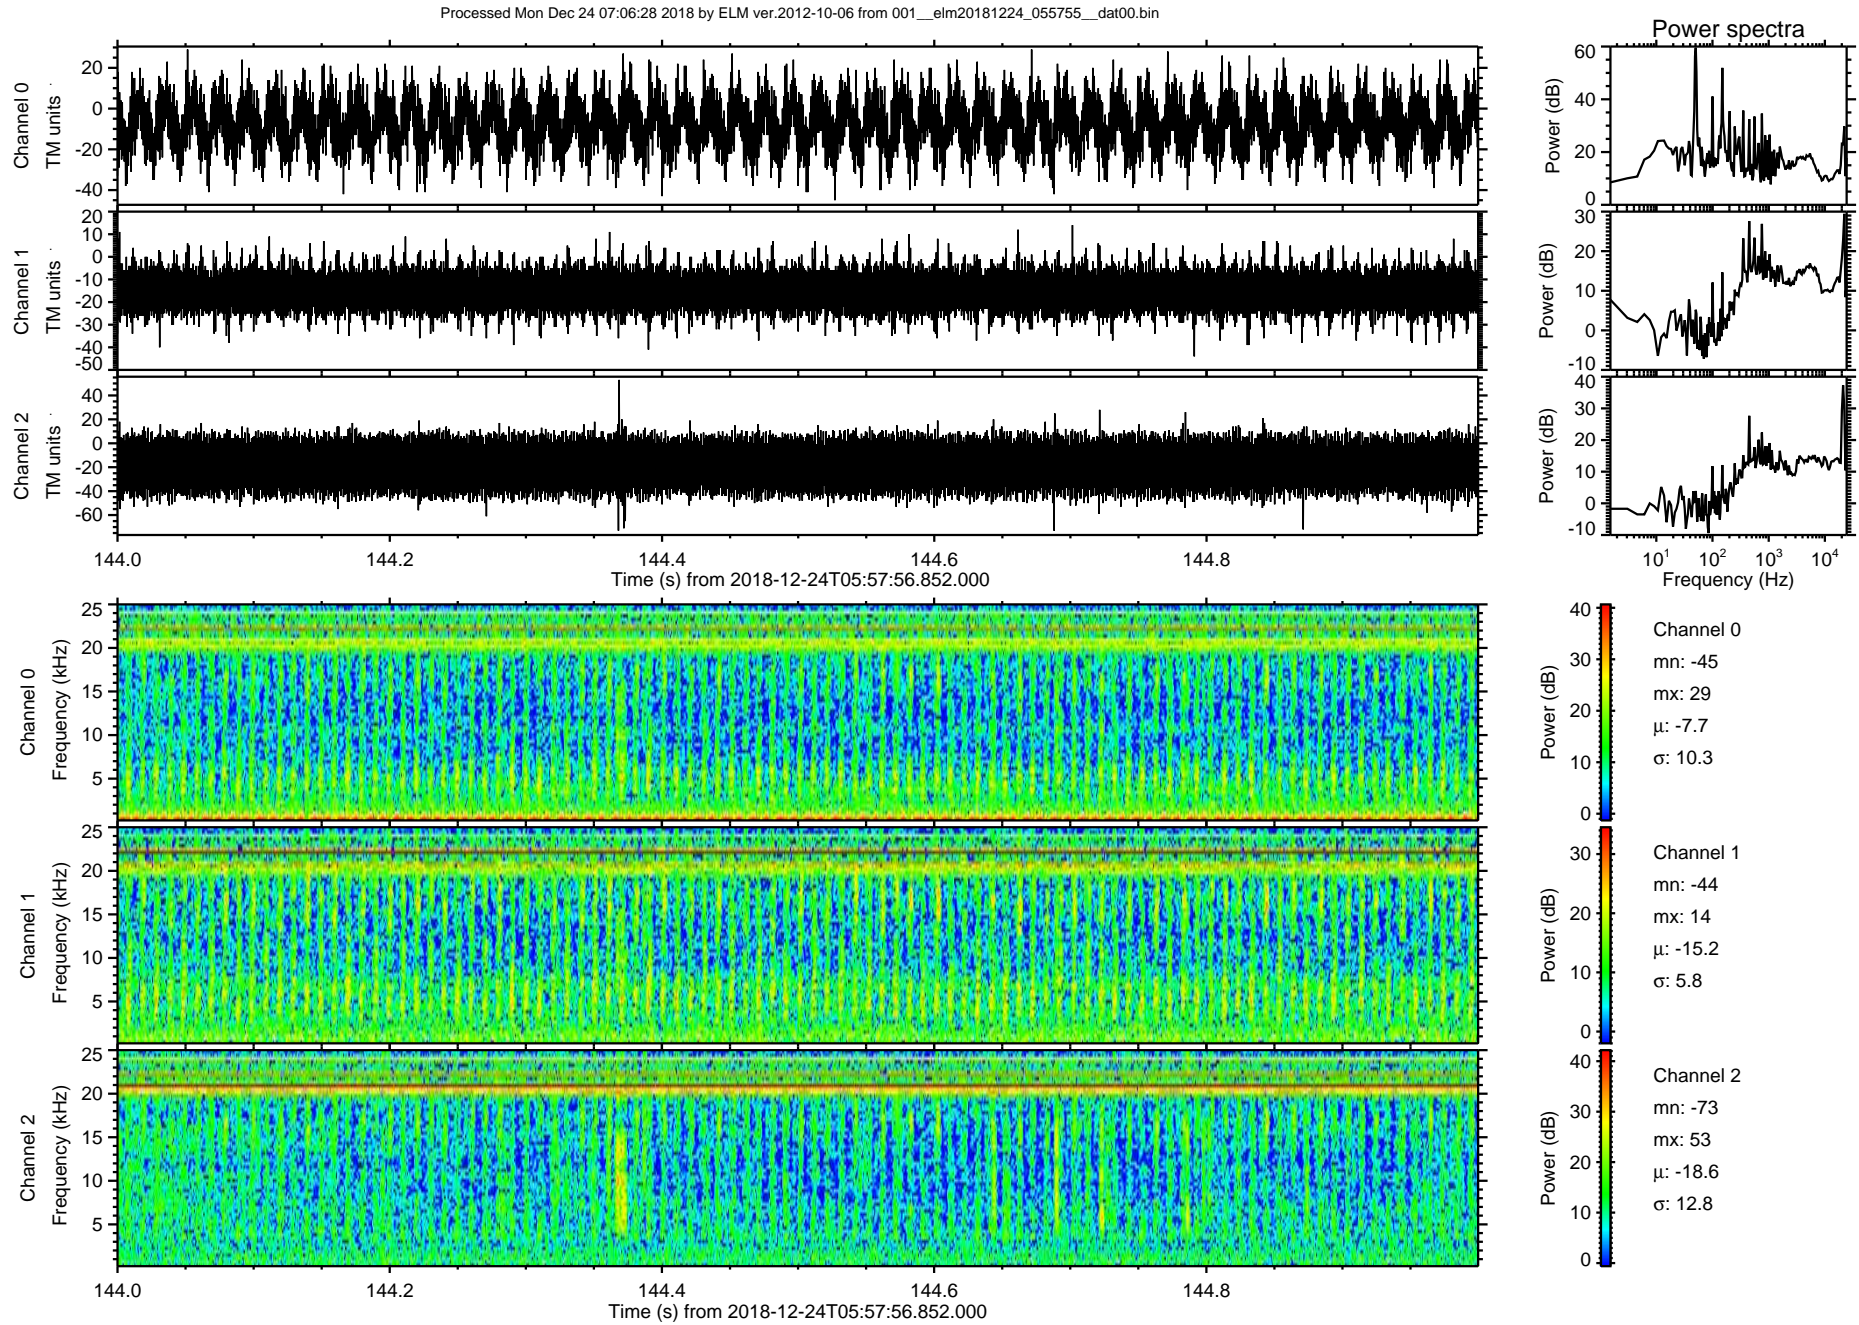 Processed Mon Dec 24 07:06:28 2018 by ELM ver.2012-10-06 from 001__elm20181224_055755__dat00.bin
Power spectra
Channel 0
TM units
20
0
-20
-40
Power (dB)
60
40
20
0
Channel 1
TM units
20
10
0
-10
-20
-30
-40
-50
Power (dB)
30
20
10
0
-10
Channel 2
TM units
40
20
0
-20
-40
-60
Power (dB)
40
30
20
10
0
-10
144.0 144.2 144.4 144.6 144.8
Time (s) from 2018-12-24T05:57:56.852.000
10¹ 10² 10³ 10⁴
Frequency (Hz)
Channel 0
Frequency (kHz)
25
20
15
10
5
Power (dB)
40
30
20
10
0
Channel 0
mn: -45
mx: 29
μ: -7.7
σ: 10.3
Channel 1
Frequency (kHz)
25
20
15
10
5
Power (dB)
30
20
10
0
Channel 1
mn: -44
mx: 14
μ: -15.2
σ: 5.8
Channel 2
Frequency (kHz)
25
20
15
10
5
Power (dB)
40
30
20
10
0
Channel 2
mn: -73
mx: 53
μ: -18.6
σ: 12.8
144.0 144.2 144.4 144.6 144.8
Time (s) from 2018-12-24T05:57:56.852.000